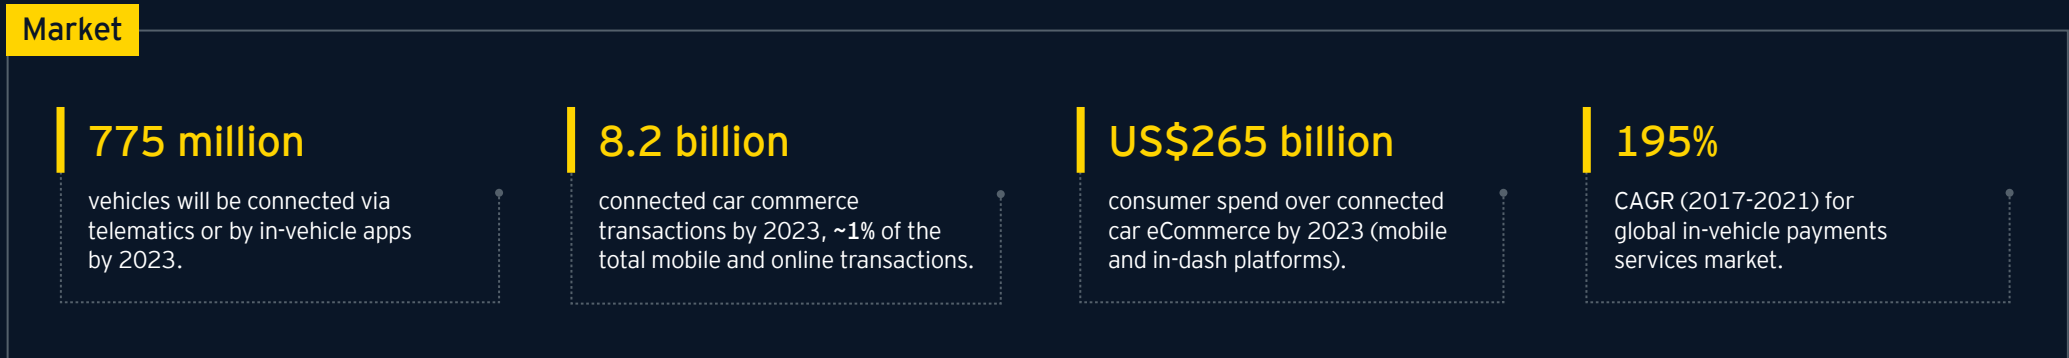 Market
775 million
vehicles will be connected via
telematics or by in-vehicle apps
by 2023.
8.2 billion
connected car commerce
transactions by 2023, ~1% of the
total mobile and online transactions.
US$265 billion
consumer spend over connected
car eCommerce by 2023 (mobile
and in-dash platforms).
195%
CAGR (2017-2021) for
global in-vehicle payments
services market.